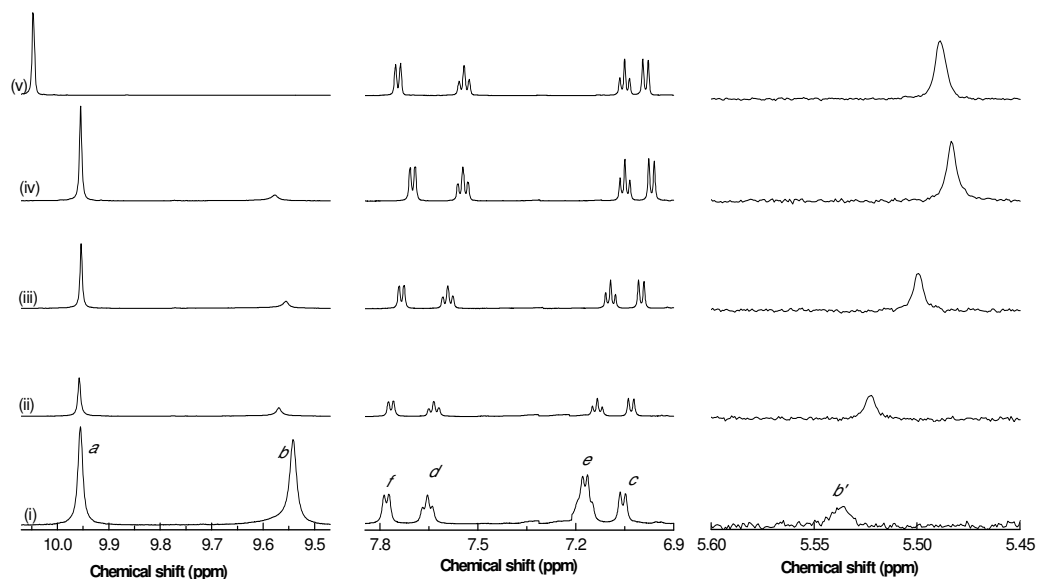 (v)
(iv)
(iii)
(ii)
(i)
a b f d e c b'
10.0 9.9 9.8 9.7 9.6 9.5 7.8 7.5 7.2 6.9 5.60 5.55 5.50 5.45
Chemical shift (ppm) Chemical shift (ppm) Chemical shift (ppm)